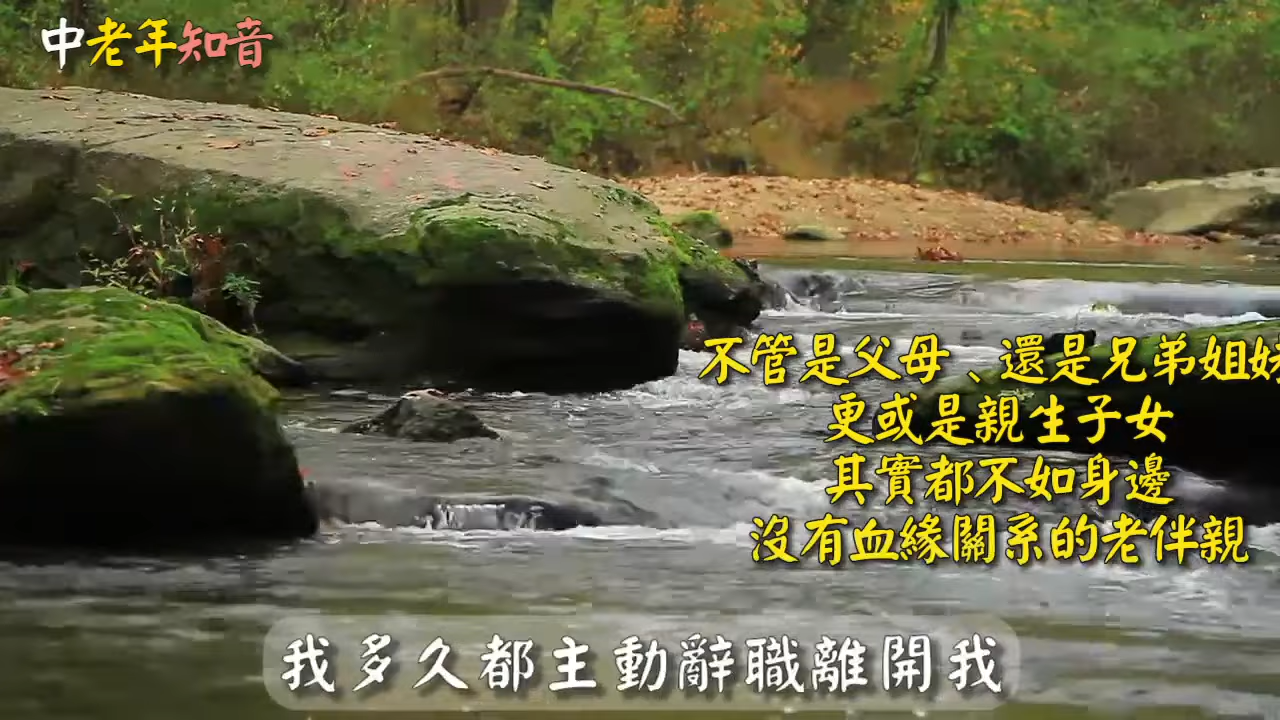 中老年知音
不管是父母、還是兄弟姐妹
更或是親生子女
其實都不如身邊
沒有血緣關系的老伴親
我多久都主動辭職離開我